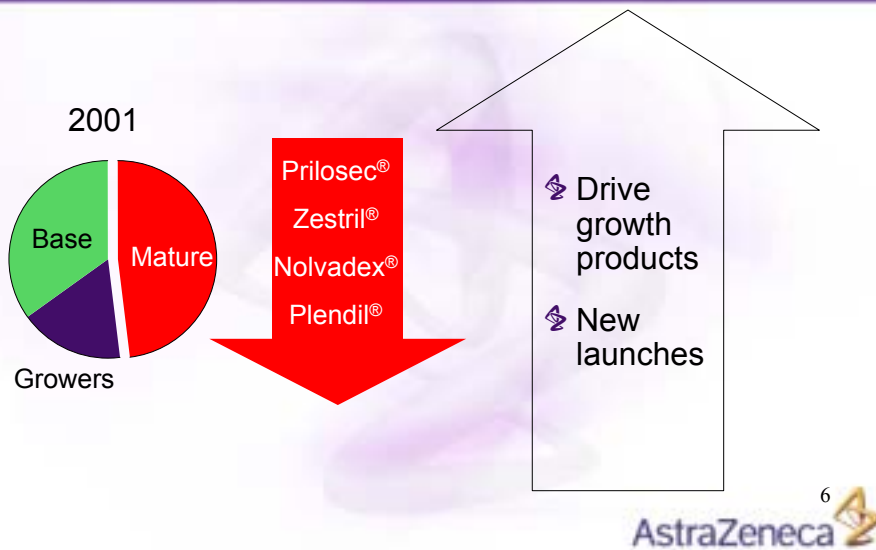 2001
Base
Mature
Growers
Prilosec®
Zestril®
Nolvadex®
Plendil®
Drive
growth
products
New
launches
6
AstraZeneca